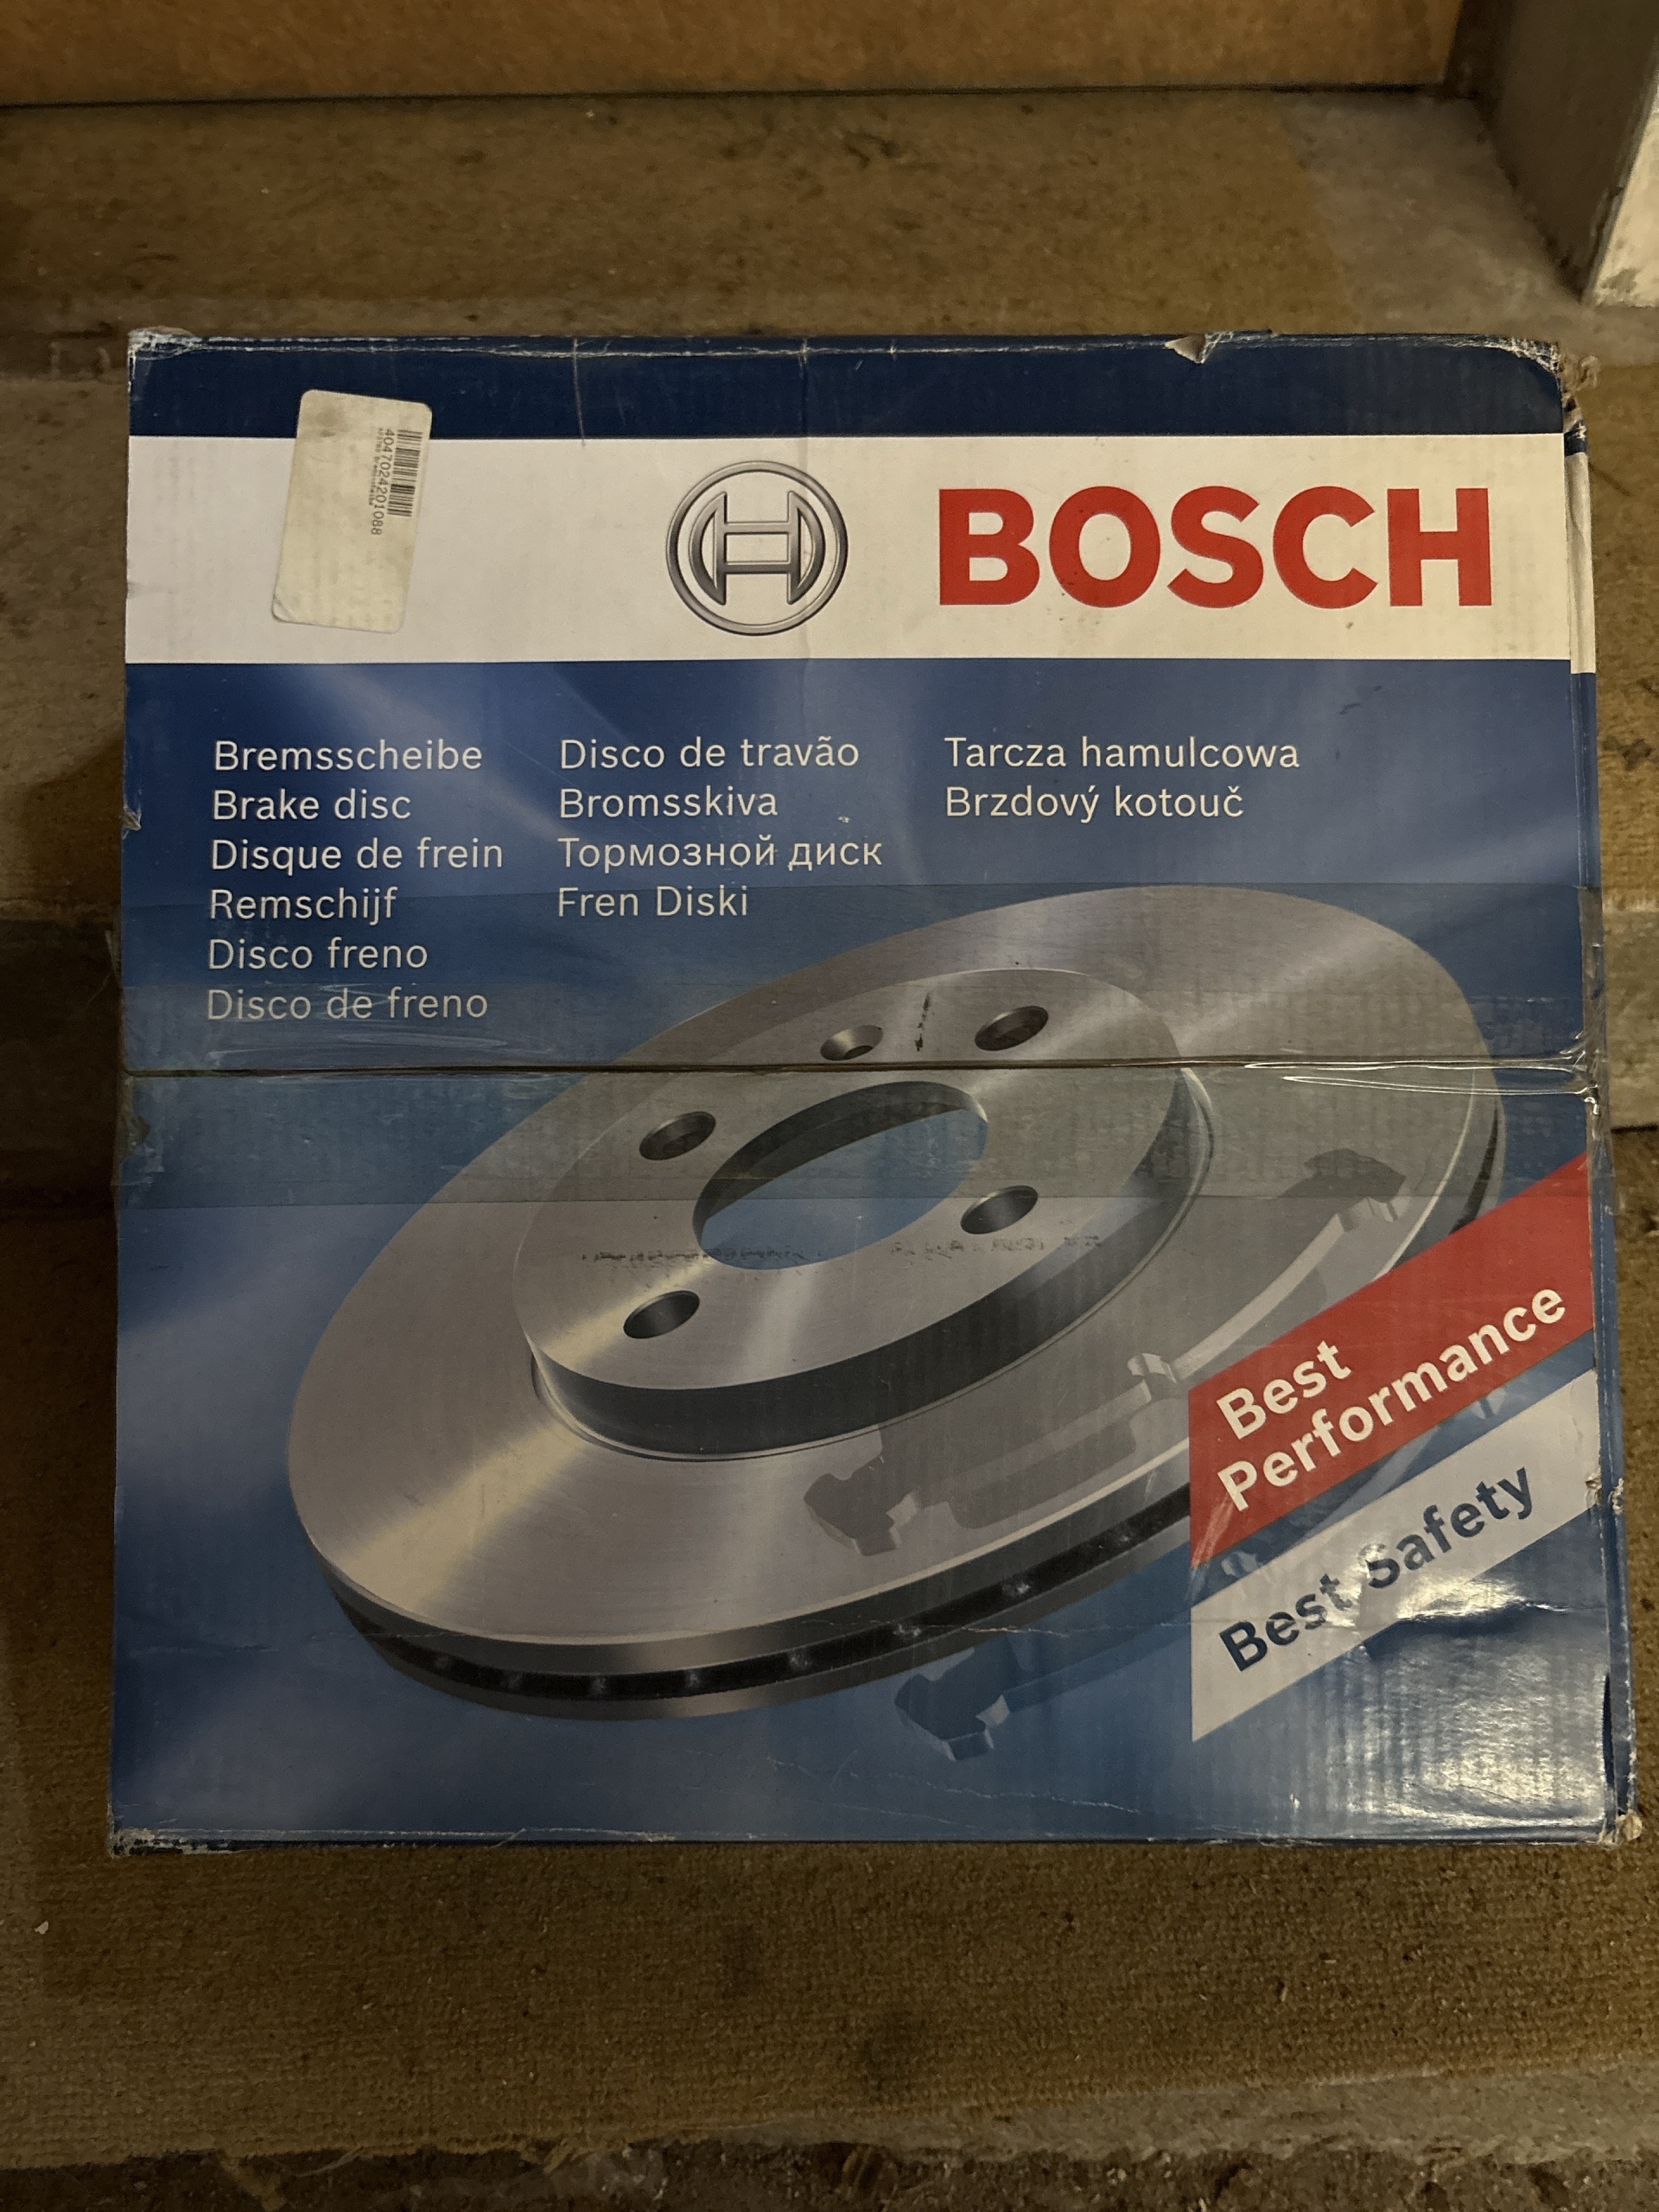 4047024201088
BOSCH
Bremsscheibe
Brake disc
Disque de frein
Remschijf
Disco freno
Disco de freno
Disco de travão
Bromsskiva
Тормозной диск
Fren Diski
Tarcza hamulcowa
Brzdový kotouč
Best
Performance
Best Safety